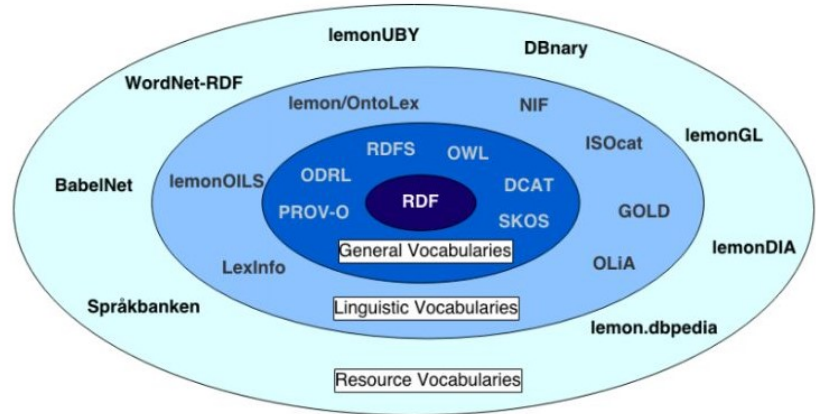 lemonUBY
DBnary
WordNet-RDF
lemon/OntoLex
NIF
ISOcat
lemonGL
RDFS
OWL
BabelNet
lemonOILS
ODRL
DCAT
RDF
PROV-O
SKOS
GOLD
lemonDIA
General Vocabularies
LexInfo
OLiA
Språkbanken
Linguistic Vocabularies
lemon.dbpedia
Resource Vocabularies